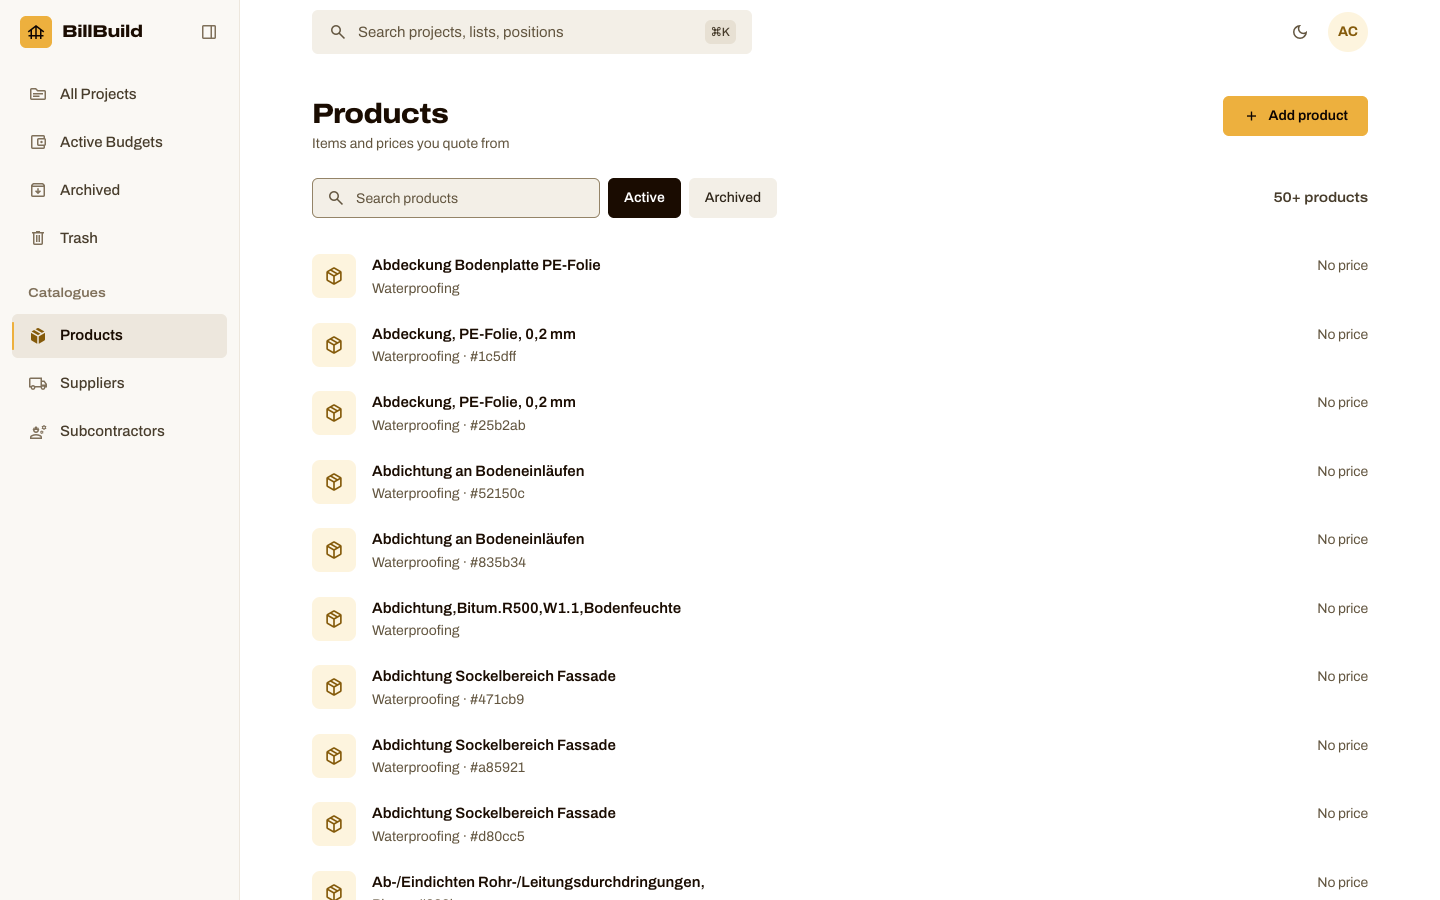 BillBuild
Search projects, lists, positions
⌘K
AC
All Projects
Active Budgets
Archived
Trash
Catalogues
Products
Suppliers
Subcontractors
Products
Items and prices you quote from
Add product
Search products
Active
Archived
50+ products
Abdeckung Bodenplatte PE-Folie
No price
Waterproofing
Abdeckung, PE-Folie, 0,2 mm
No price
Waterproofing · #1c5dff
Abdeckung, PE-Folie, 0,2 mm
No price
Waterproofing · #25b2ab
Abdichtung an Bodeneinläufen
No price
Waterproofing · #52150c
Abdichtung an Bodeneinläufen
No price
Waterproofing · #835b34
Abdichtung,Bitum.R500,W1.1,Bodenfeuchte
No price
Waterproofing
Abdichtung Sockelbereich Fassade
No price
Waterproofing · #471cb9
Abdichtung Sockelbereich Fassade
No price
Waterproofing · #a85921
Abdichtung Sockelbereich Fassade
No price
Waterproofing · #d80cc5
Ab-/Eindichten Rohr-/Leitungsdurchdringungen,
No price